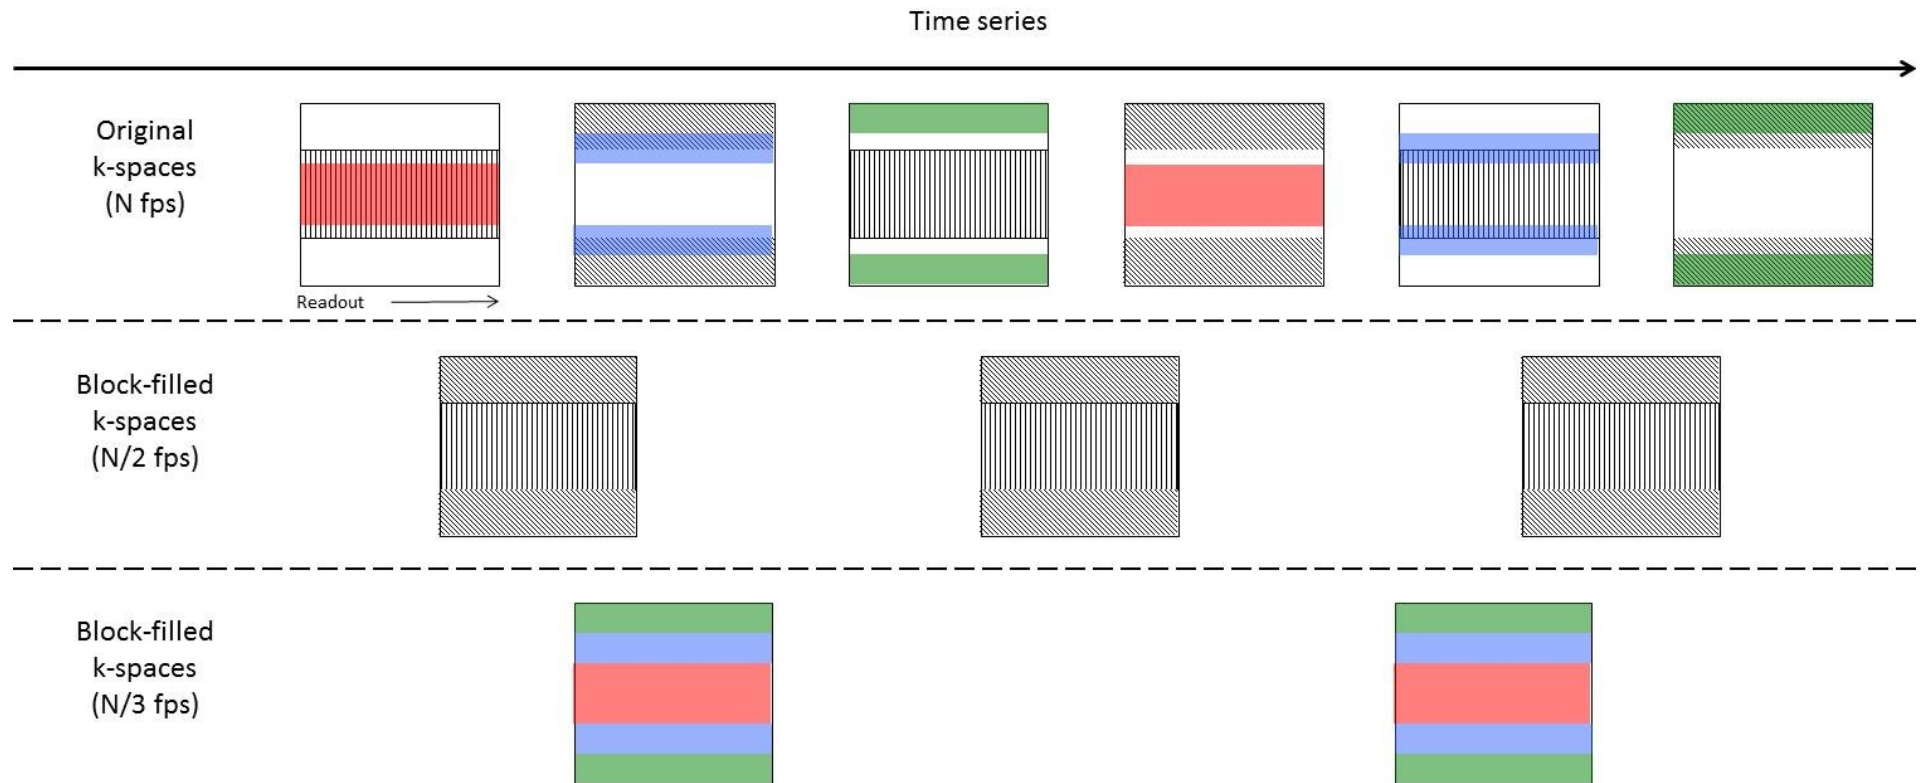 Time series
Original
k-spaces
(N fps)
Readout
Block-filled
k-spaces
(N/2 fps)
Block-filled
k-spaces
(N/3 fps)